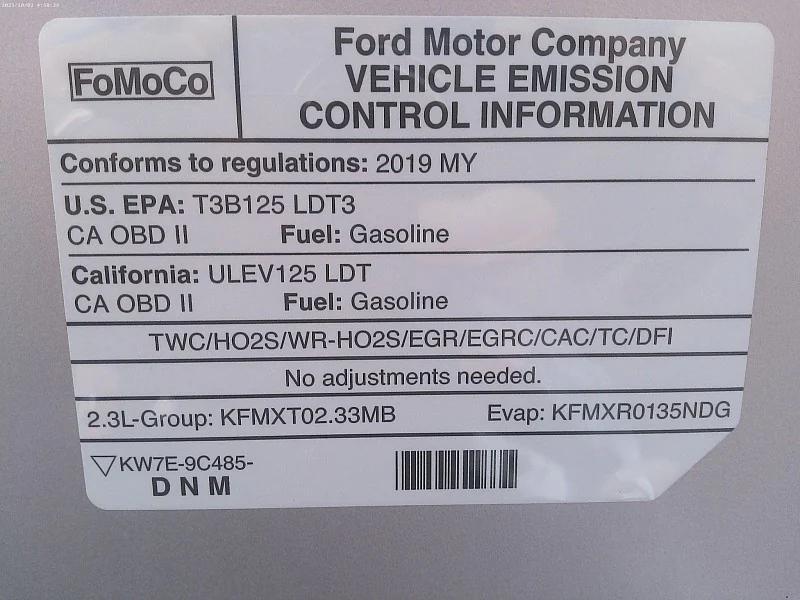 FoMoCo
Ford Motor Company
VEHICLE EMISSION
CONTROL INFORMATION
Conforms to regulations: 2019 MY
U.S. EPA: T3B125 LDT3
CA OBD II Fuel: Gasoline
California: ULEV125 LDT
CA OBD II Fuel: Gasoline
TWC/HO2S/WR-HO2S/EGR/EGRC/CAC/TC/DFI
No adjustments needed.
2.3L-Group: KFMXT02.33MB Evap: KFMXR0135NDG
KW7E-9C485-
D N M